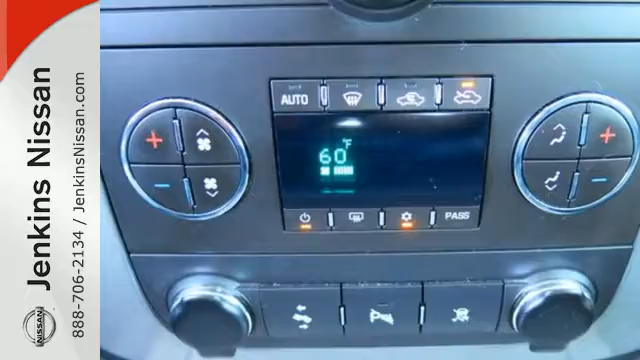 Jenkins Nissan
888-706-2134 / JenkinsNissan.com
NISSAN
AUTO
60°F
PASS